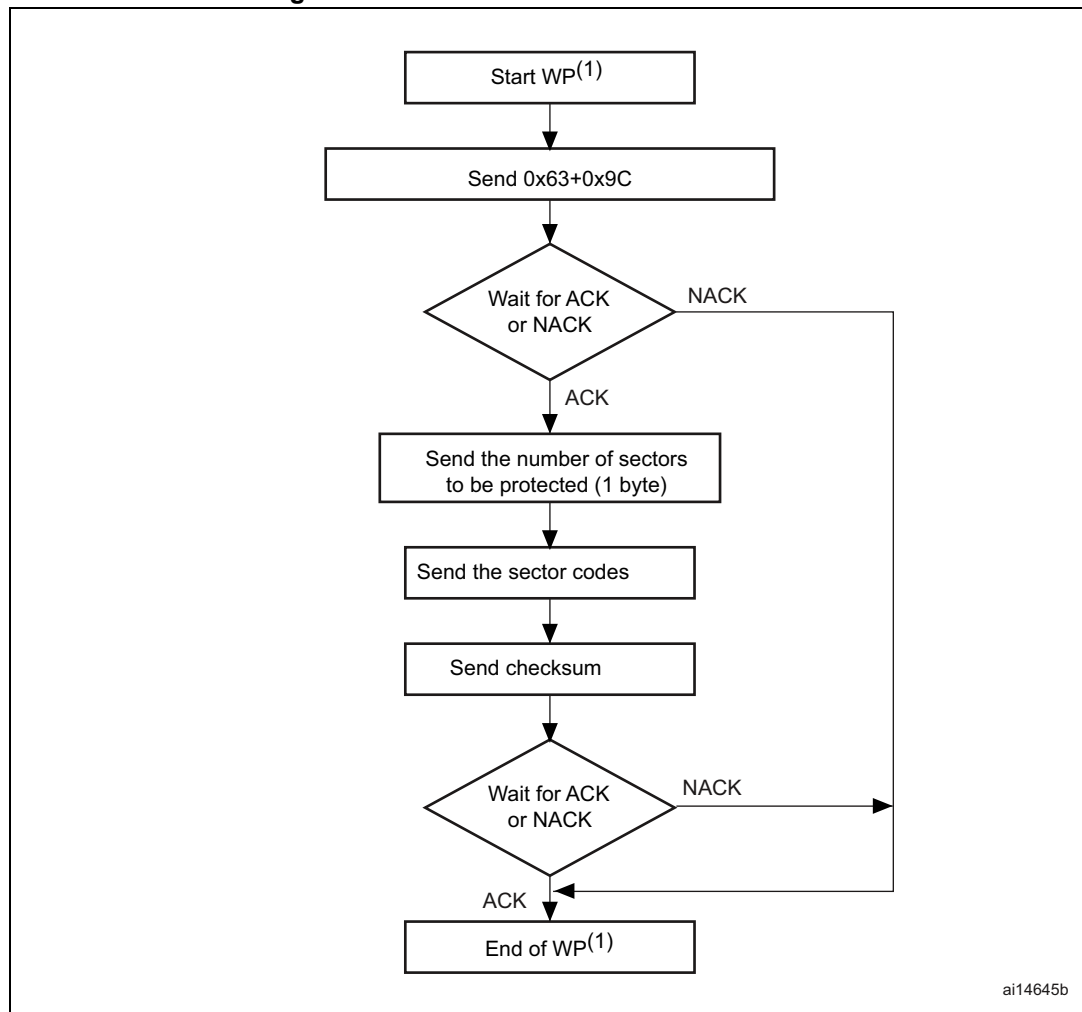 Start WP(1)
Send 0x63+0x9C
Wait for ACK
or NACK
NACK
ACK
Send the number of sectors
to be protected (1 byte)
Send the sector codes
Send checksum
Wait for ACK
or NACK
NACK
ACK
End of WP(1)
ai14645b